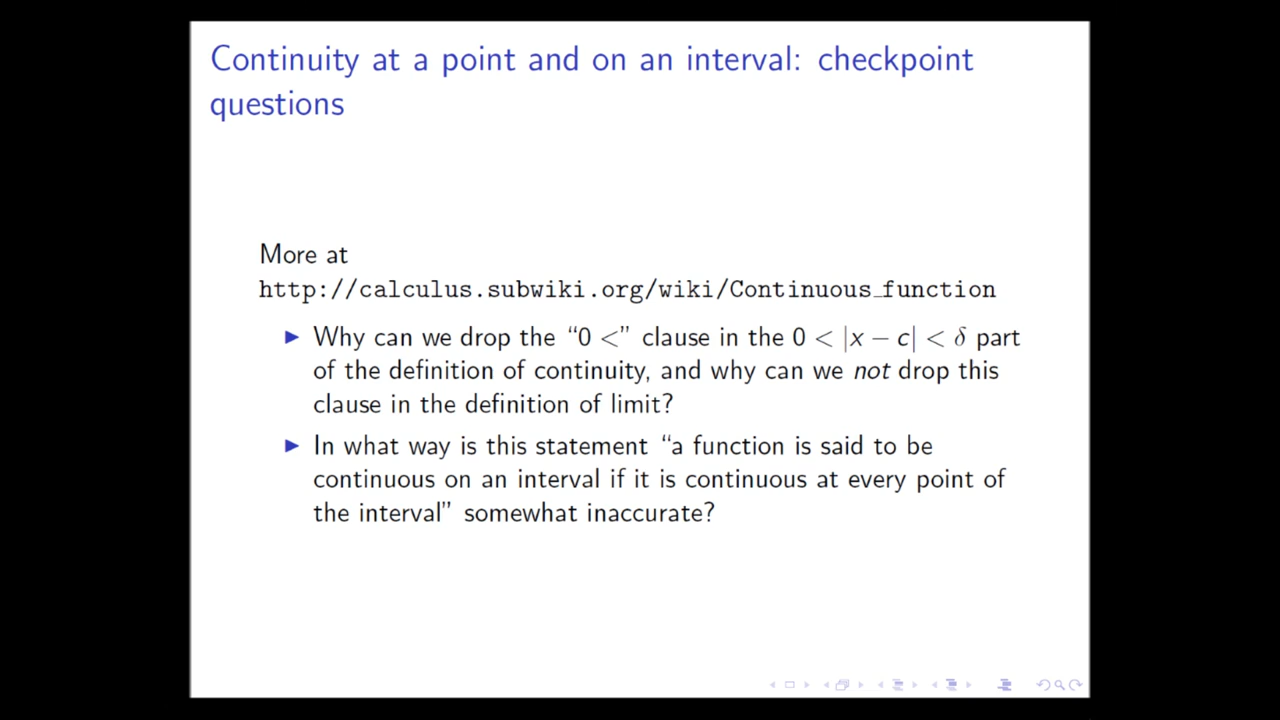 Continuity at a point and on an interval: checkpoint
questions
More at
http://calculus.subwiki.org/wiki/Continuous_function
▶ Why can we drop the “0 <” clause in the 0 < |x − c| < δ part
of the definition of continuity, and why can we not drop this
clause in the definition of limit?
▶ In what way is this statement “a function is said to be
continuous on an interval if it is continuous at every point of
the interval” somewhat inaccurate?